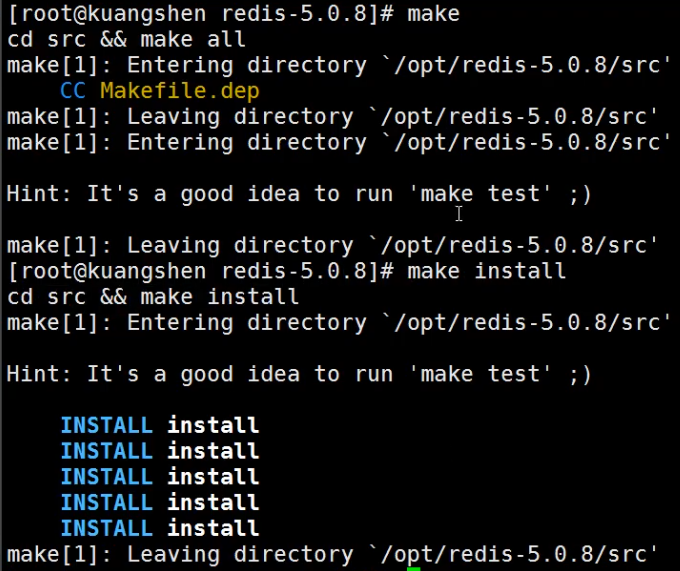 [root@kuangshen redis-5.0.8]# make
cd src && make all
make[1]: Entering directory `/opt/redis-5.0.8/src'
CC Makefile.dep
make[1]: Leaving directory `/opt/redis-5.0.8/src'
make[1]: Entering directory `/opt/redis-5.0.8/src'
Hint: It's a good idea to run 'make test' ;)
make[1]: Leaving directory `/opt/redis-5.0.8/src'
[root@kuangshen redis-5.0.8]# make install
cd src && make install
make[1]: Entering directory `/opt/redis-5.0.8/src'
Hint: It's a good idea to run 'make test' ;)
INSTALL install
INSTALL install
INSTALL install
INSTALL install
INSTALL install
make[1]: Leaving directory `/opt/redis-5.0.8/src'